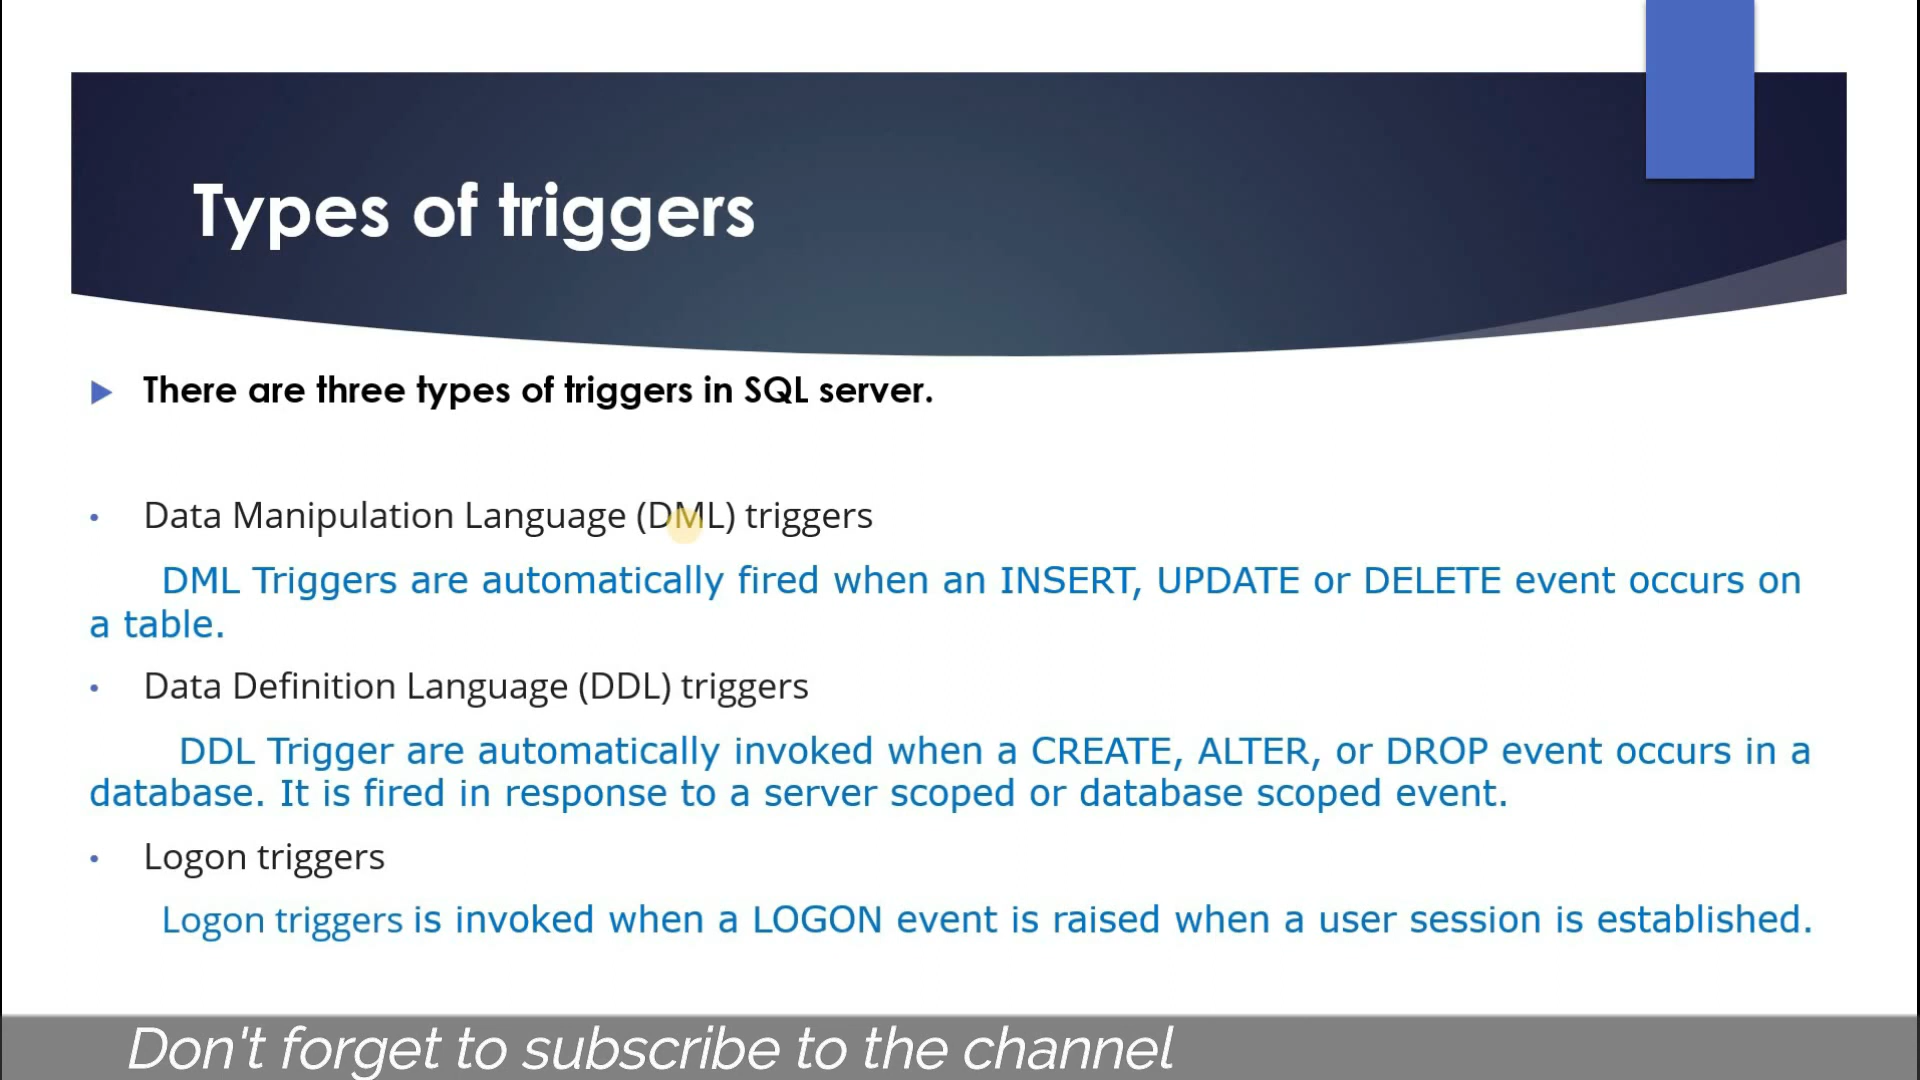 Types of triggers
There are three types of triggers in SQL server.
• Data Manipulation Language (DML) triggers
DML Triggers are automatically fired when an INSERT, UPDATE or DELETE event occurs on
a table.
• Data Definition Language (DDL) triggers
DDL Trigger are automatically invoked when a CREATE, ALTER, or DROP event occurs in a
database. It is fired in response to a server scoped or database scoped event.
• Logon triggers
Logon triggers is invoked when a LOGON event is raised when a user session is established.
Don't forget to subscribe to the channel